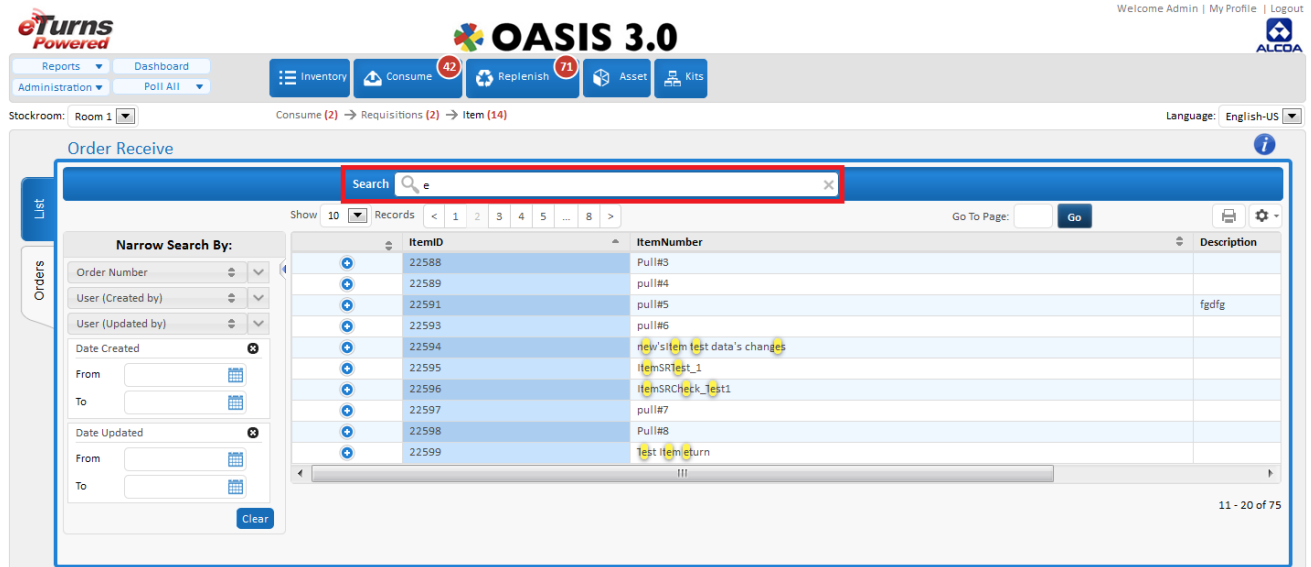 Welcome Admin | My Profile | Logout
eTurns
Powered
OASIS 3.0
ALCOA
Reports Dashboard
Administration Poll All
Inventory Consume 42 Replenish 71 Asset Kits
Stockroom: Room 1 Consume (2) → Requisitions (2) → Item (14) Language: English-US
Order Receive
i
Search e
List
Orders
Show 10 Records < 1 2 3 4 5 ... 8 > Go To Page: Go
Narrow Search By:
Order Number
User (Created by)
User (Updated by)
Date Created
From
To
Date Updated
From
To
Clear
ItemID ItemNumber Description
22588 Pull#3
22589 pull#4
22591 pull#5 fgdfg
22593 pull#6
22594 new'sItem test data's changes
22595 ItemSRTest_1
22596 ItemSRCheck_Test1
22597 pull#7
22598 Pull#8
22599 Test Item eturn
11 - 20 of 75